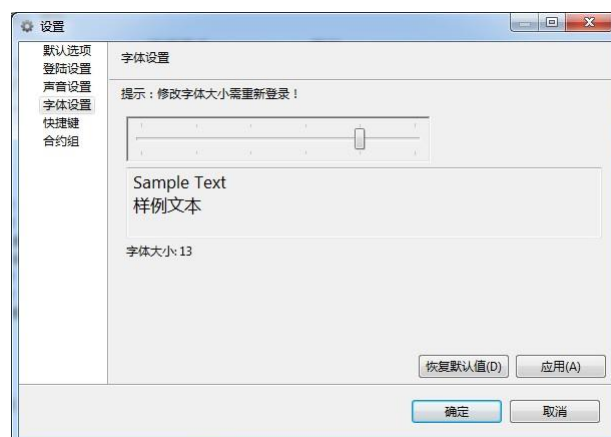 设置
默认选项
登陆设置
声音设置
字体设置
快捷键
合约组
字体设置
提示：修改字体大小需重新登录！
Sample Text
样例文本
字体大小: 13
恢复默认值(D)
应用(A)
确定
取消